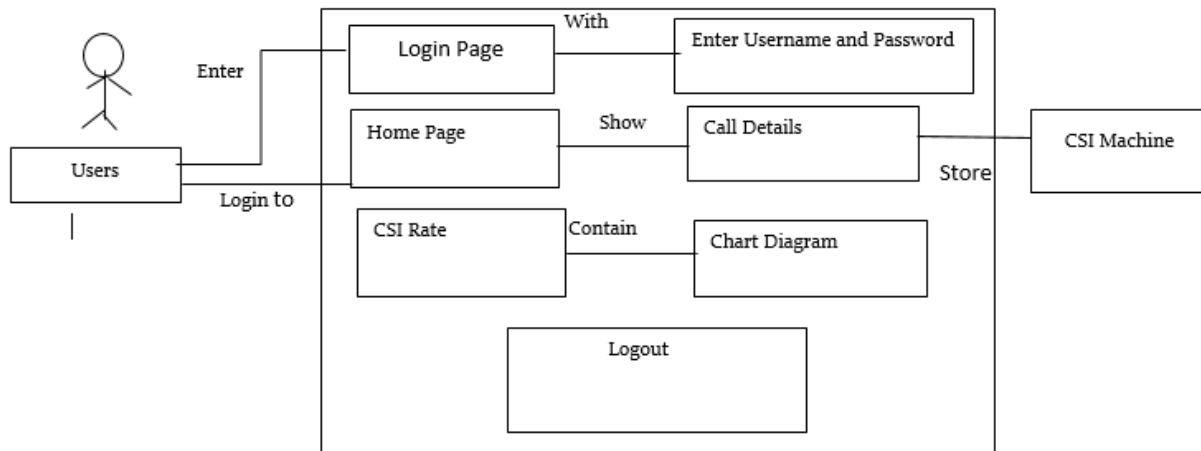 With
Login Page
Enter Username and Password
Enter
Home Page
Show
Call Details
CSI Machine
Users
Store
Login to
CSI Rate
Contain
Chart Diagram
Logout